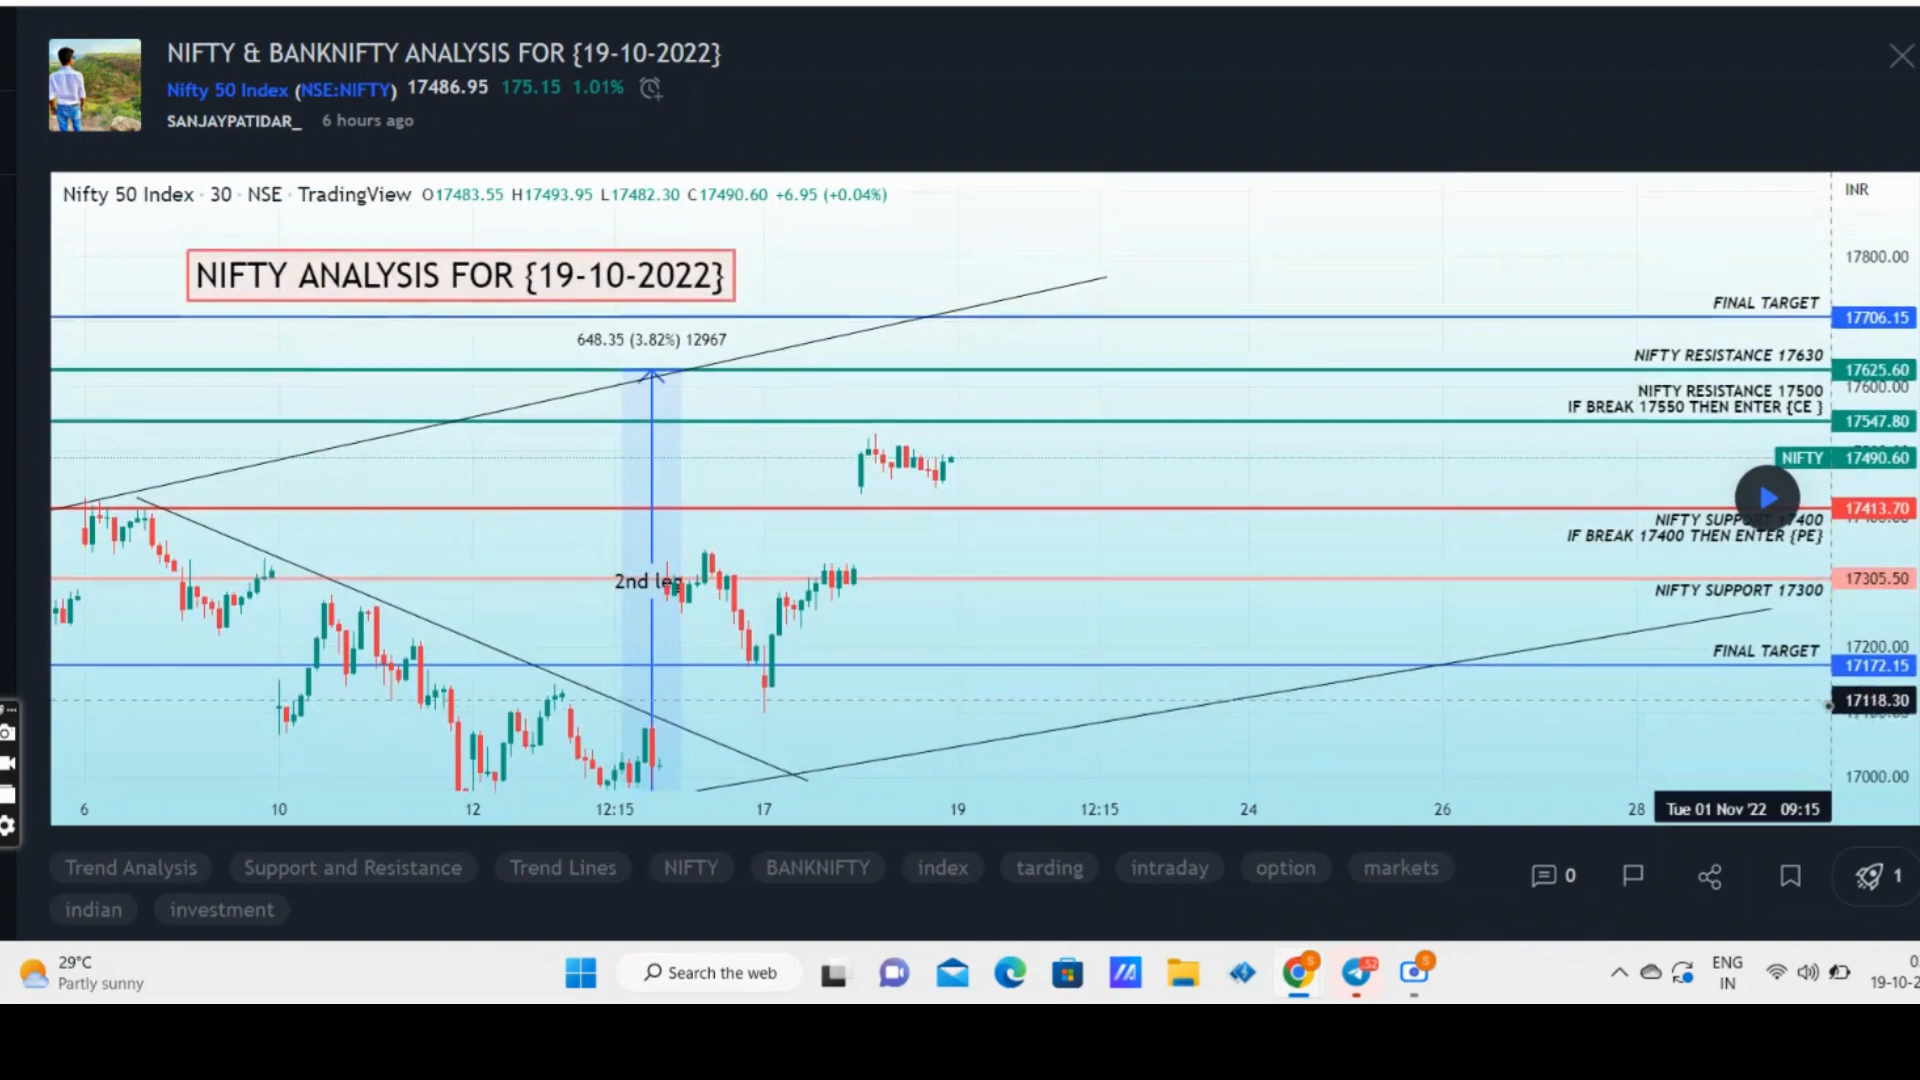 NIFTY & BANKNIFTY ANALYSIS FOR {19-10-2022}
Nifty 50 Index (NSE:NIFTY) 17486.95 175.15 1.01%
SANJAYPATIDAR_ 6 hours ago
Nifty 50 Index · 30 · NSE · TradingView O17483.55 H17493.95 L17482.30 C17490.60 +6.95 (+0.04%)
INR
NIFTY ANALYSIS FOR {19-10-2022}
17800.00
FINAL TARGET
17706.15
648.35 (3.82%) 12967
NIFTY RESISTANCE 17630
17625.60
17600.00
NIFTY RESISTANCE 17500
IF BREAK 17550 THEN ENTER {CE }
17547.80
NIFTY 17490.60
17413.70
NIFTY SUPPORT 17400
IF BREAK 17400 THEN ENTER {PE}
2nd leg
17305.50
NIFTY SUPPORT 17300
17200.00
FINAL TARGET
17172.15
17118.30
17000.00
6 10 12 12:15 17 19 12:15 24 26 28 Tue 01 Nov '22 09:15
Trend Analysis Support and Resistance Trend Lines NIFTY BANKNIFTY index tarding intraday option markets
0 1
indian investment
29°C
Partly sunny
Search the web
52
ENG
IN